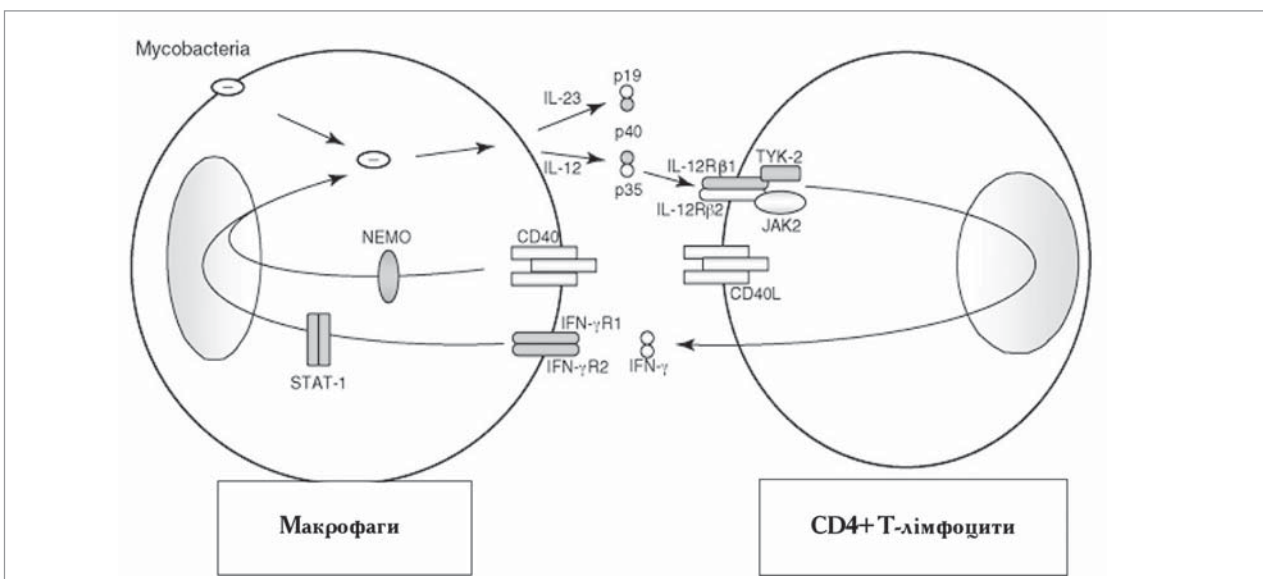 Mycobacteria
p19
IL-23
p40
IL-12
p35
IL-12Rβ1
TYK-2
IL-12Rβ2
JAK2
NEMO
CD40
CD40L
IFN-γR1
IFN-γR2
IFN-γ
STAT-1
Макрофаги
CD4+ Т-лімфоцити